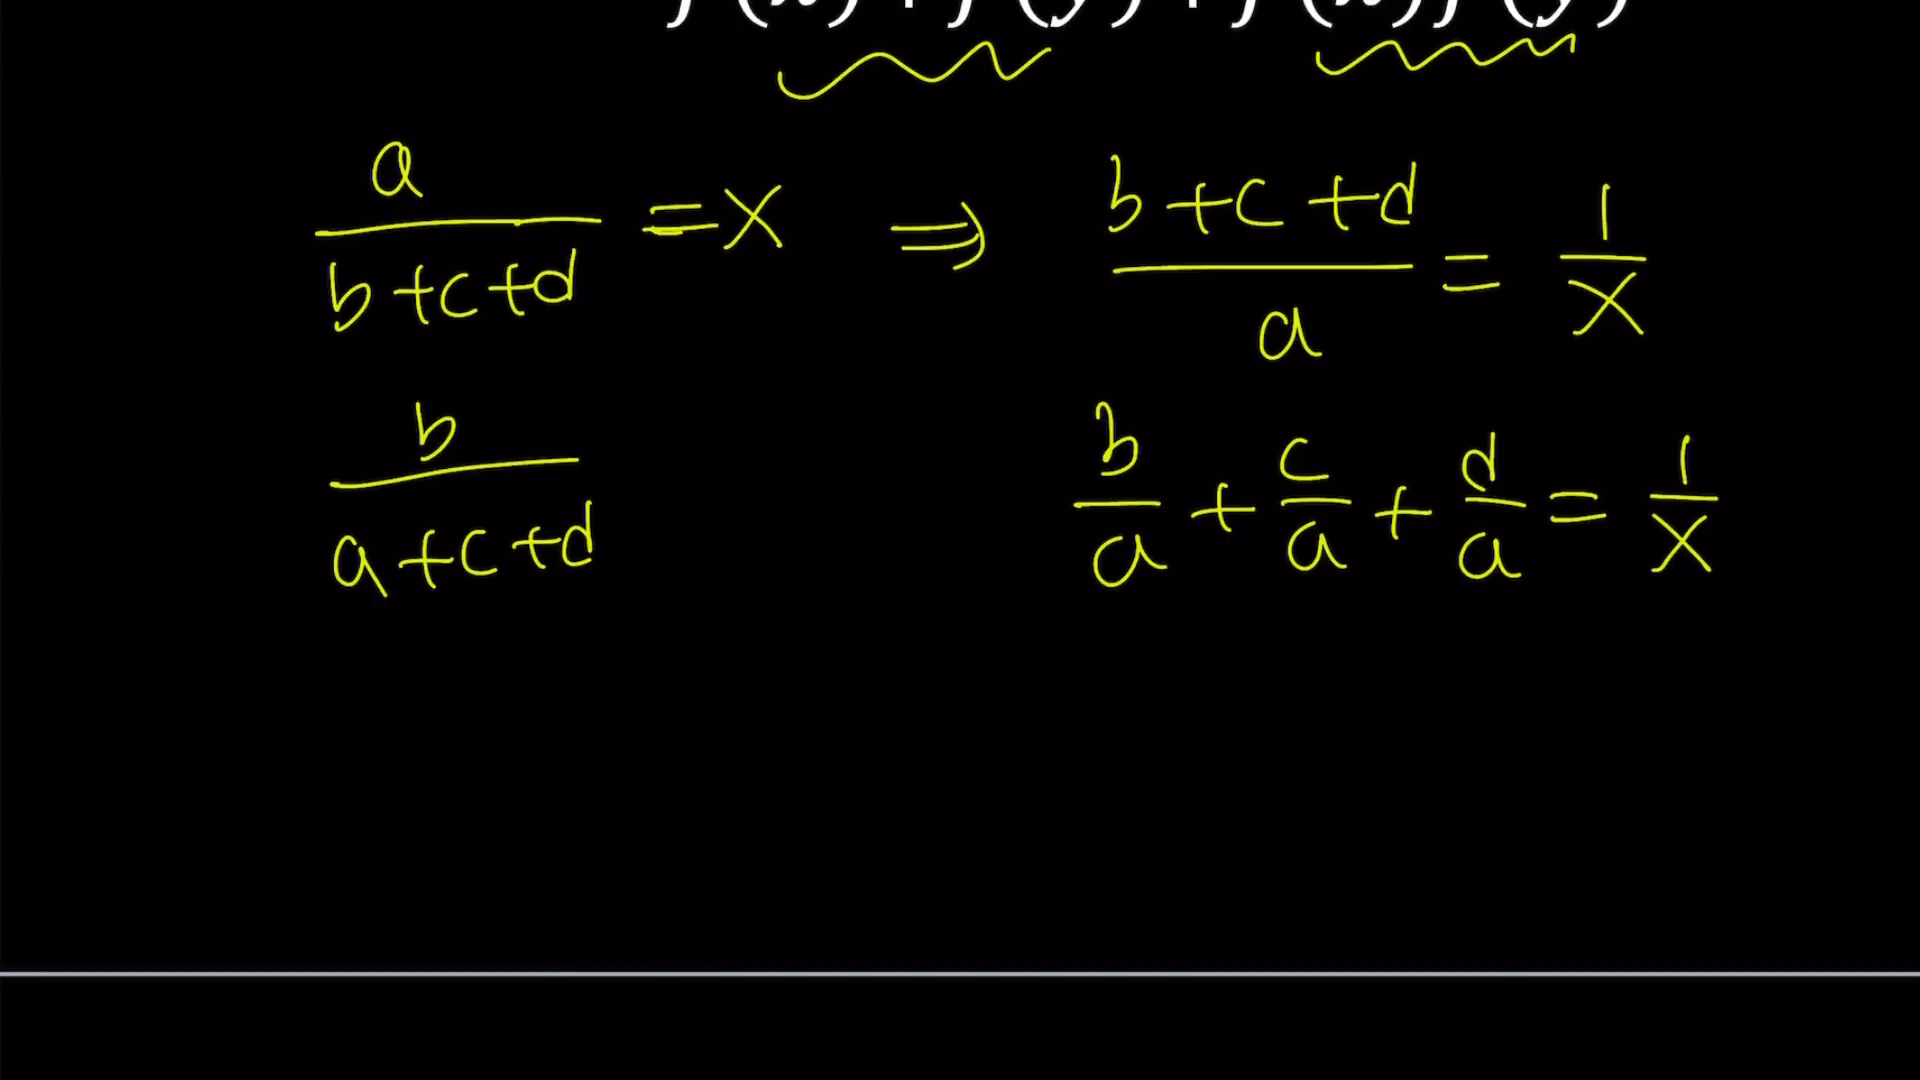 f(x)+f(y)+f(x)f(y)
a/(b+c+d) = x ⇒ (b+c+d)/a = 1/x
b/(a+c+d)
b/a + c/a + d/a = 1/x